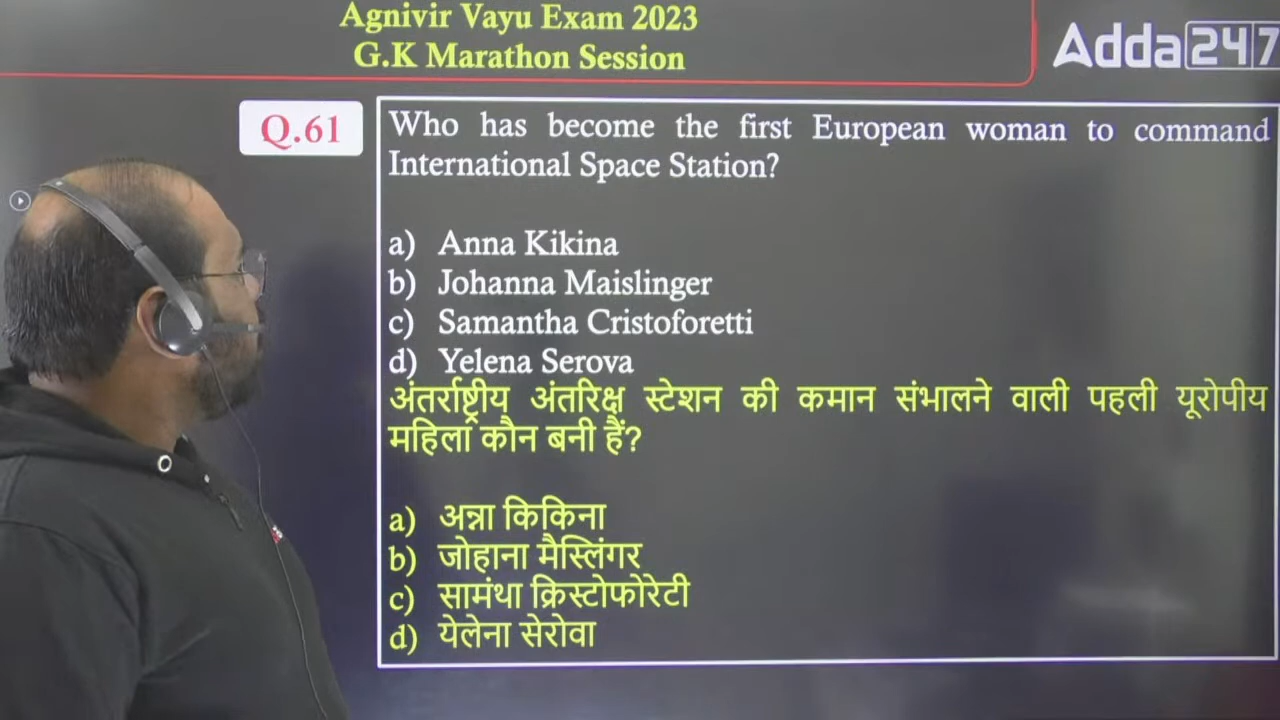 Agnivir Vayu Exam 2023
G.K Marathon Session
Adda247
Q.61
Who has become the first European woman to command
International Space Station?
a) Anna Kikina
b) Johanna Maislinger
c) Samantha Cristoforetti
d) Yelena Serova
अंतर्राष्ट्रीय अंतरिक्ष स्टेशन की कमान संभालने वाली पहली यूरोपीय
महिला कौन बनी हैं?
a) अन्ना किकिना
b) जोहाना मैस्लिंगर
c) सामंथा क्रिस्टोफोरेटी
d) येलेना सेरोवा